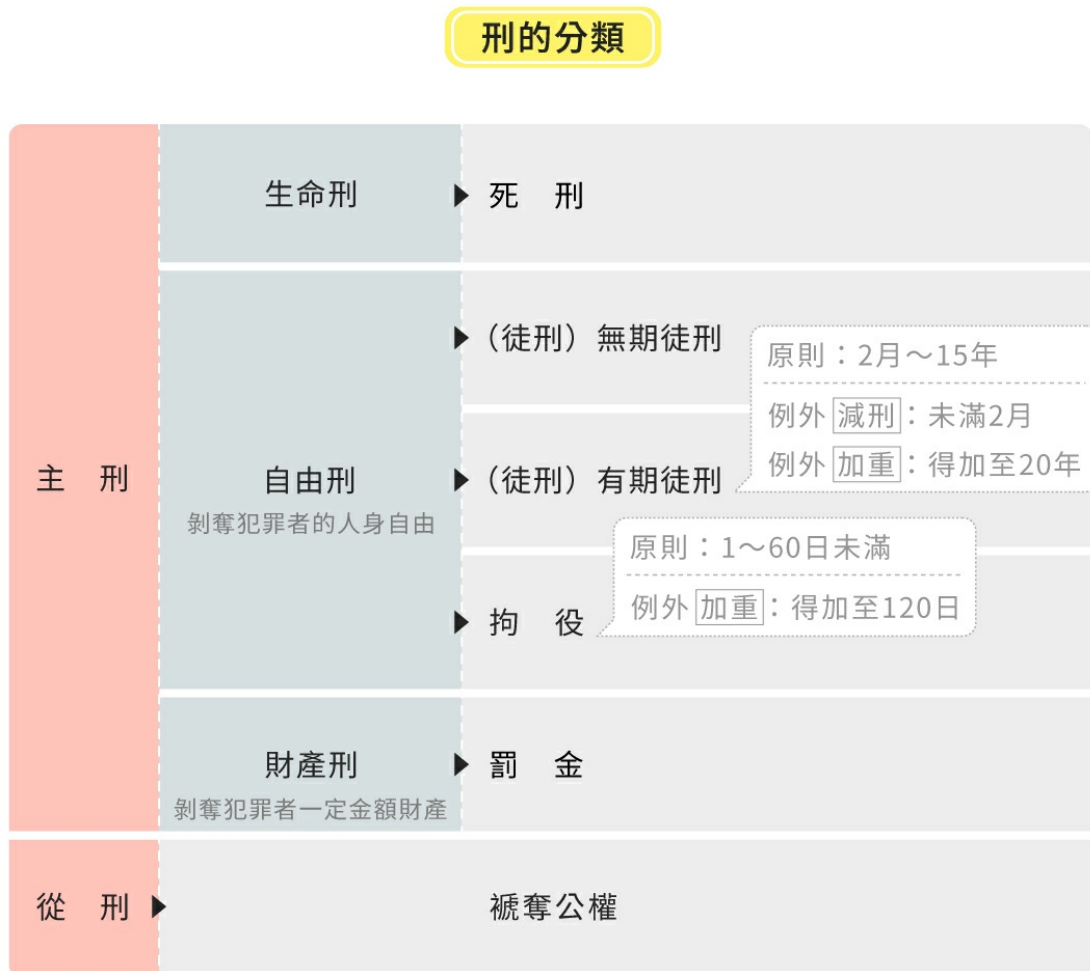 刑的分類
生命刑
死 刑
主 刑
自由刑
剝奪犯罪者的人身自由
（徒刑）無期徒刑
（徒刑）有期徒刑
原則：2月～15年
例外 減刑：未滿2月
例外 加重：得加至20年
拘 役
原則：1～60日未滿
例外 加重：得加至120日
財產刑
剝奪犯罪者一定金額財產
罰 金
從 刑
褫奪公權